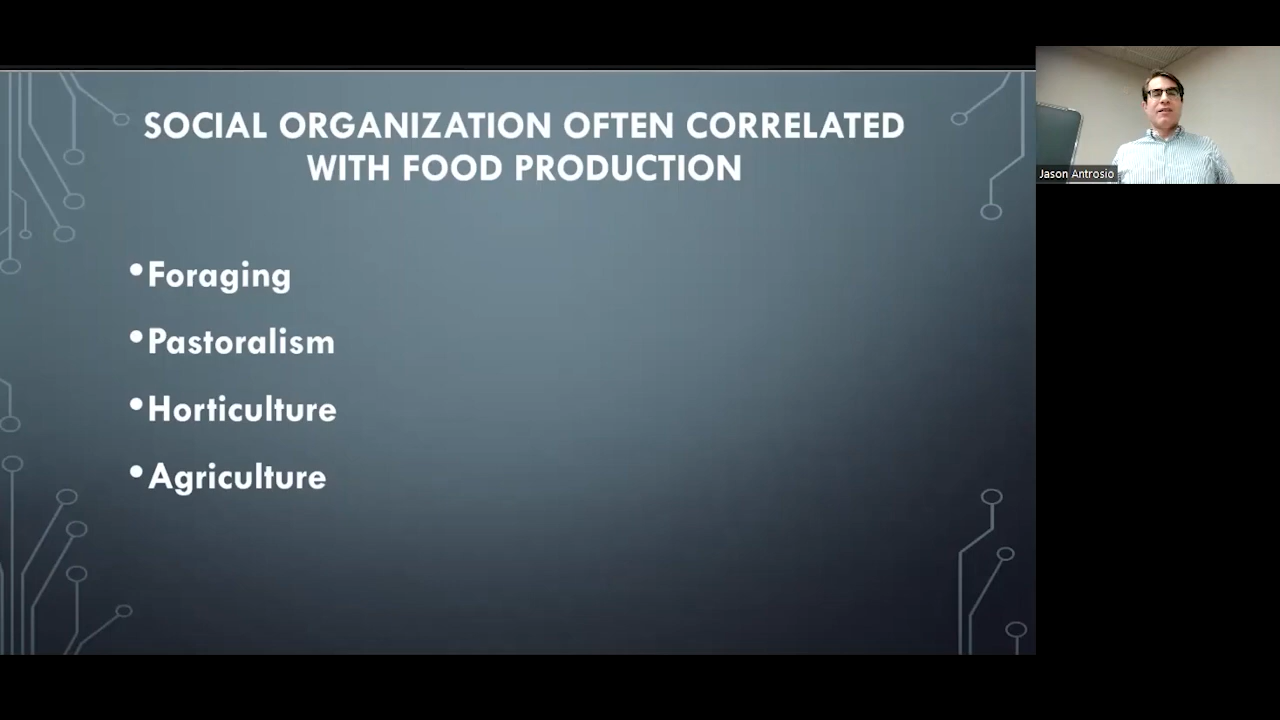 SOCIAL ORGANIZATION OFTEN CORRELATED
WITH FOOD PRODUCTION
•Foraging
•Pastoralism
•Horticulture
•Agriculture
Jason Antrosio